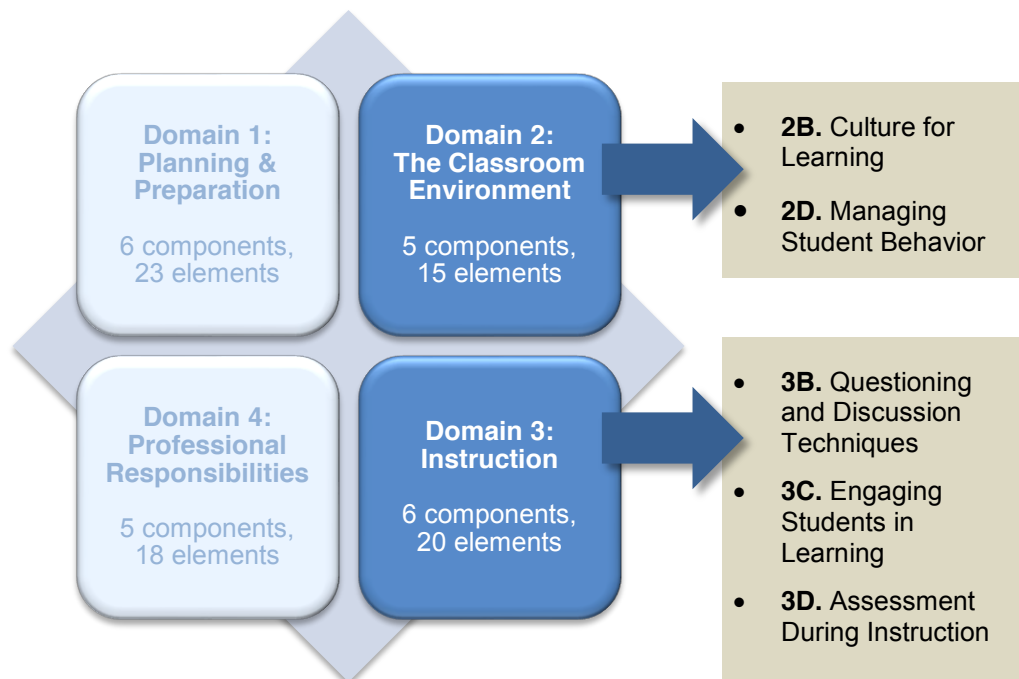 Domain 1:
Planning &
Preparation
6 components,
23 elements
Domain 2:
The Classroom
Environment
5 components,
15 elements
• 2B. Culture for
Learning
• 2D. Managing
Student Behavior
Domain 4:
Professional
Responsibilities
5 components,
18 elements
Domain 3:
Instruction
6 components,
20 elements
• 3B. Questioning
and Discussion
Techniques
• 3C. Engaging
Students in
Learning
• 3D. Assessment
During Instruction